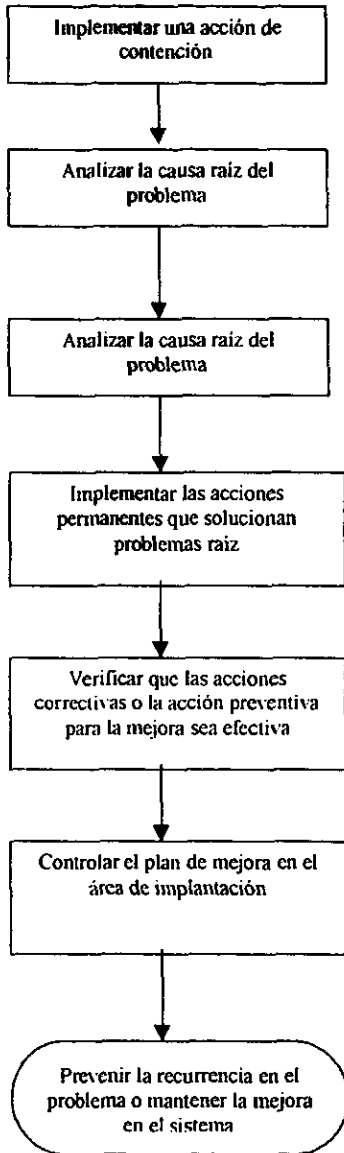 Implementar una acción de
contención
Analizar la causa raíz del
problema
Analizar la causa raíz del
problema
Implementar las acciones
permanentes que solucionan
problemas raíz
Verificar que las acciones
correctivas o la acción preventiva
para la mejora sea efectiva
Controlar el plan de mejora en el
área de implantación
Prevenir la recurrencia en el
problema o mantener la mejora
en el sistema